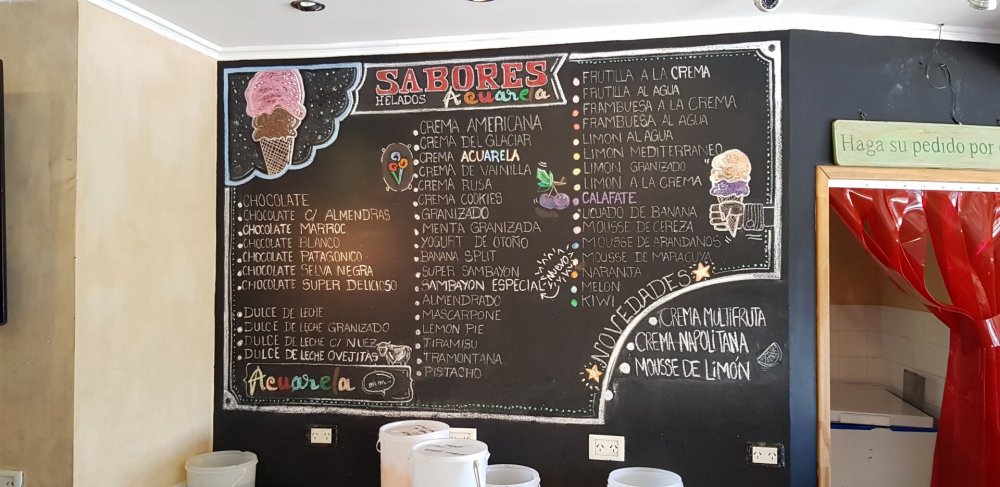 SABORES
HELADOS Acuarela
CHOCOLATE
CHOCOLATE C/ ALMENDRAS
CHOCOLATE MARROC
CHOCOLATE BLANCO
CHOCOLATE PATAGONICO
CHOCOLATE SELVA NEGRA
CHOCOLATE SUPER DELICIOSO
DULCE DE LECHE
DULCE DE LECHE GRANIZADO
DULCE DE LECHE C/ NUEZ
DULCE DE LECHE OVEJITAS
Acuarela
mm...
CREMA AMERICANA
CREMA DEL GLACIAR
CREMA ACUARELA
CREMA DE VAINILLA
CREMA RUSA
CREMA COOKIES
GRANIZADO
MENTA GRANIZADA
YOGUFT DE OTOÑO
BANANA SPLIT
SUPER SAMBAYON
SAMBAYON ESPECIAL
¡NUEVO!
ALMENDRADO
MASCARPONE
LEMON PIE
TIRAMISU
TRAMONTANA
PISTACHO
FRUTILLA A LA CREMA
FRUTILLA AL AGUA
FRAMBUESA A LA CREMA
FRAMBUESA AL AGUA
LIMON AL AGUA
LIMON MEDITERRANEO
LIMON GRANIZADO
LIMON A LA CREMA
CALAFATE
LICUADO DE BANANA
MOUSSE DE CEREZA
MOUSSE DE ARANDANOS
MOUSSE DE MARACUYA
NARANJA
MELON
KIWI
NOVEDADES
CREMA MULTIFRUTA
CREMA NAPOLITANA
MOUSSE DE LIMÓN
Haga su pedido por